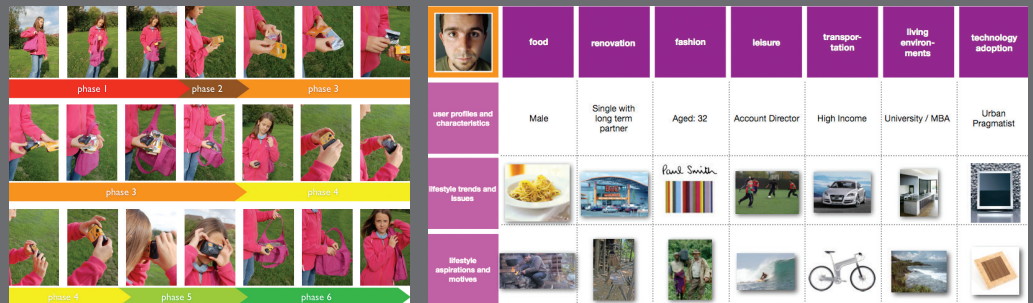 phase 1
phase 2
phase 3
phase 3
phase 4
phase 4
phase 5
phase 6
food
renovation
fashion
leisure
transpor-
tation
living
environ-
ments
technology
adoption
user profiles and
characteristics
Male
Single with
long term
partner
Aged: 32
Account Director
High Income
University / MBA
Urban
Pragmatist
lifestyle trends and
issues
Paul Smith
lifestyle
aspirations and
motives